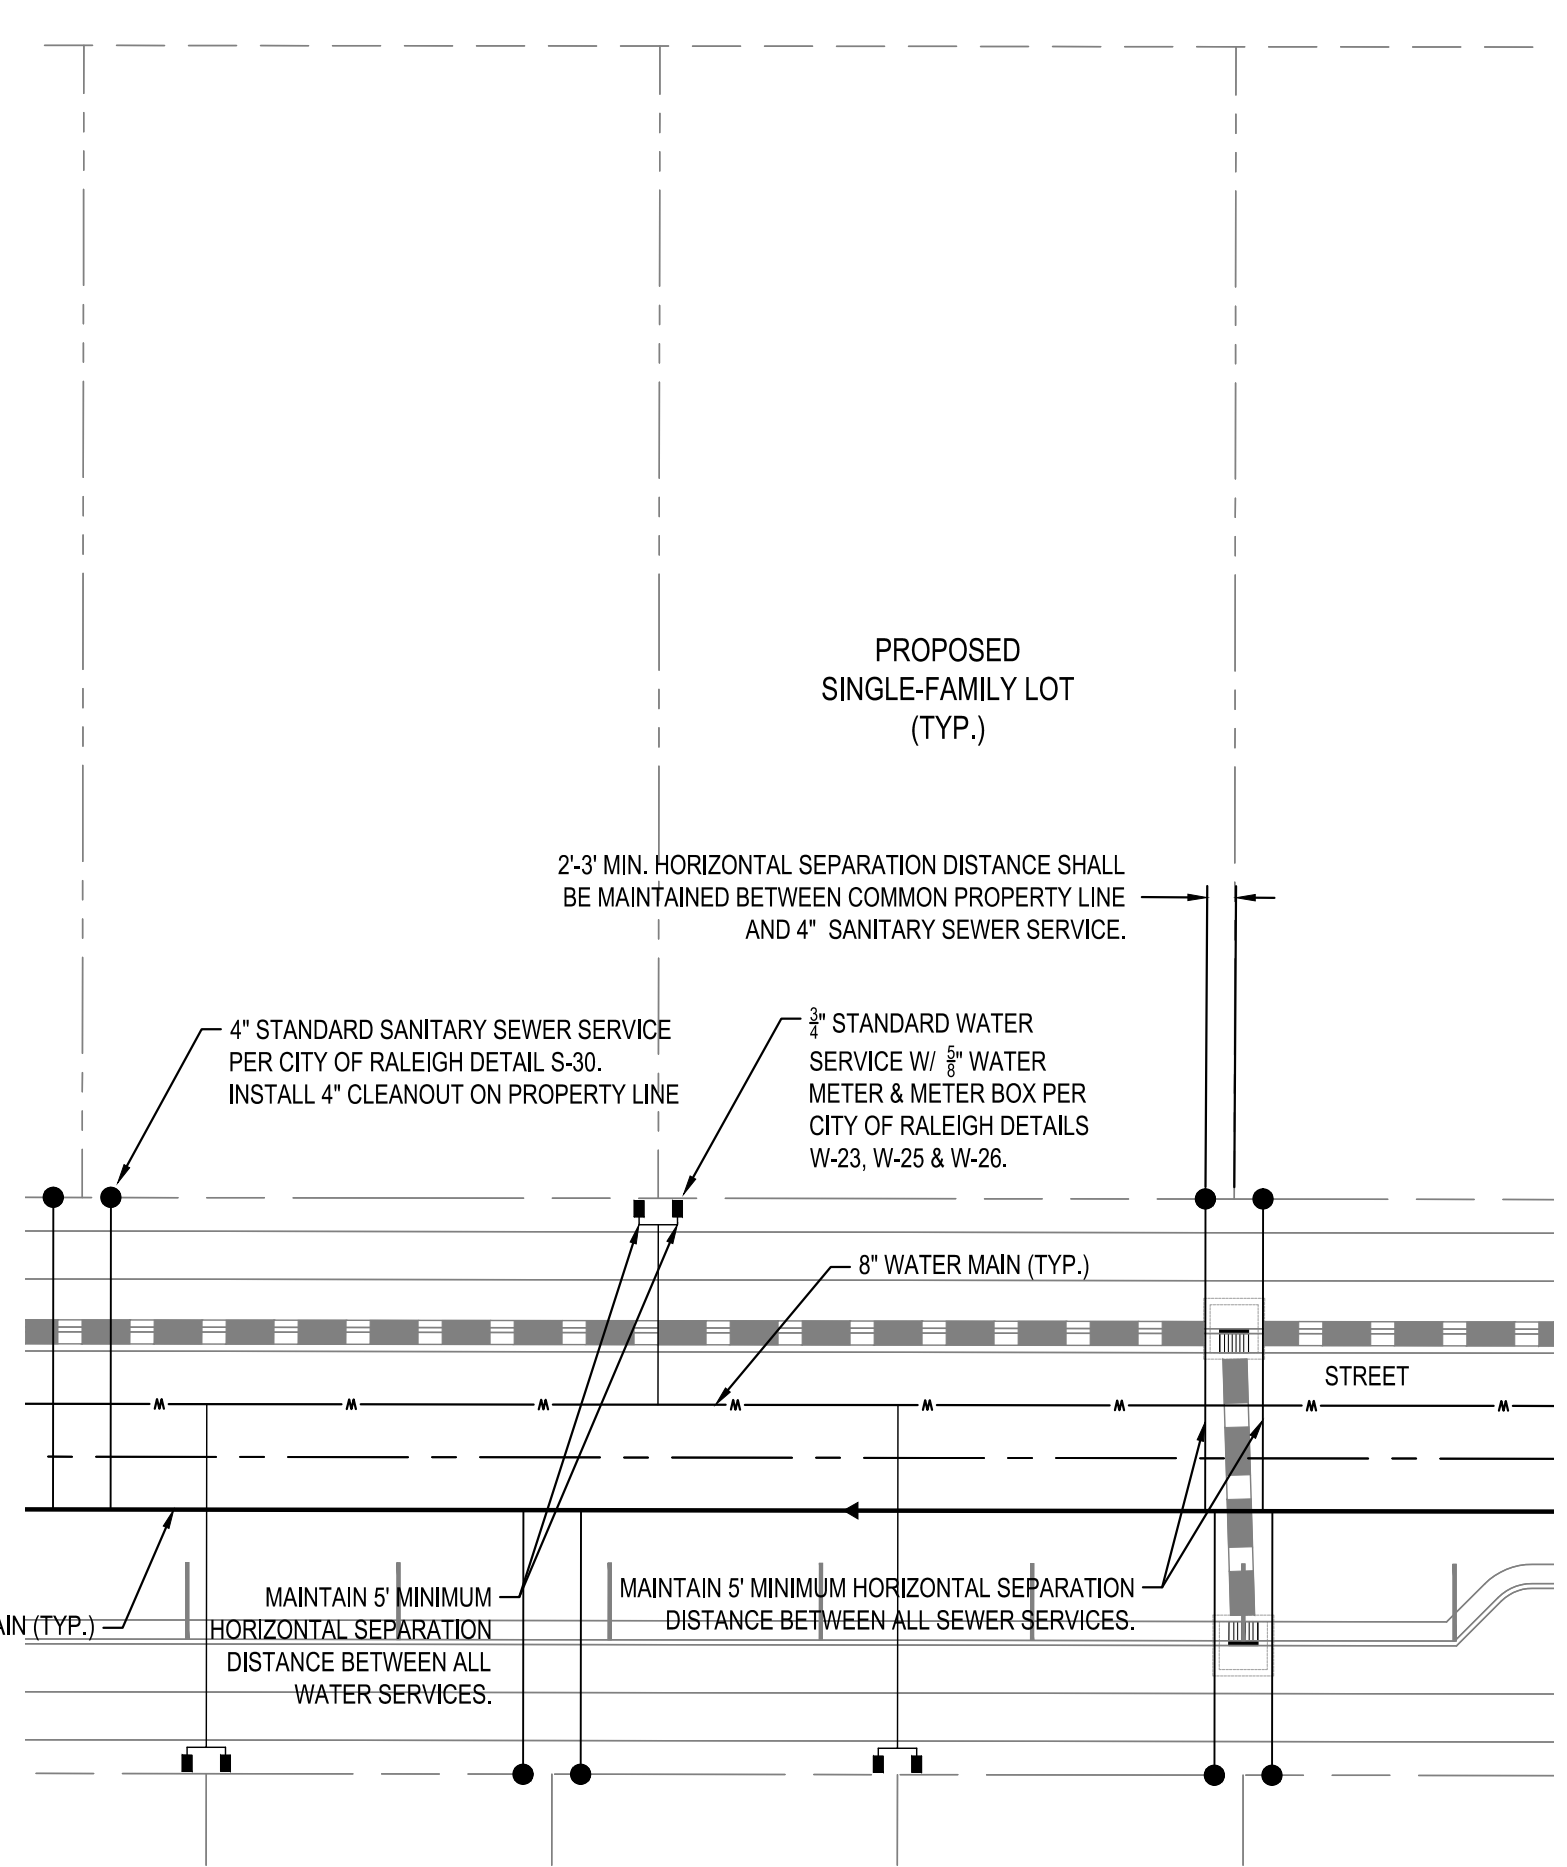 PROPOSED
SINGLE-FAMILY LOT
(TYP.)
2'-3' MIN. HORIZONTAL SEPARATION DISTANCE SHALL
BE MAINTAINED BETWEEN COMMON PROPERTY LINE
AND 4" SANITARY SEWER SERVICE.
4" STANDARD SANITARY SEWER SERVICE
PER CITY OF RALEIGH DETAIL S-30.
INSTALL 4" CLEANOUT ON PROPERTY LINE
3/4" STANDARD WATER
SERVICE W/ 5/8" WATER
METER & METER BOX PER
CITY OF RALEIGH DETAILS
W-23, W-25 & W-26.
8" WATER MAIN (TYP.)
STREET
MAINTAIN 5' MINIMUM
HORIZONTAL SEPARATION
DISTANCE BETWEEN ALL
WATER SERVICES.
MAINTAIN 5' MINIMUM HORIZONTAL SEPARATION
DISTANCE BETWEEN ALL SEWER SERVICES.
(TYP.)